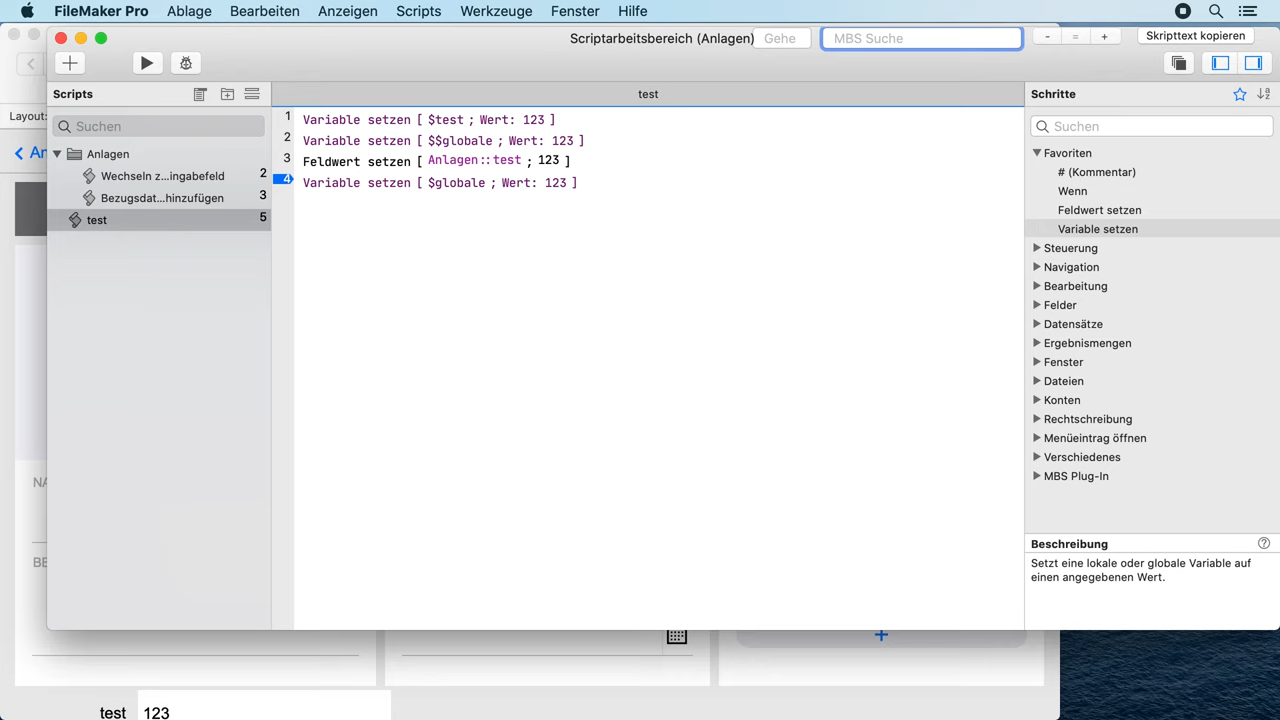 FileMaker Pro Ablage Bearbeiten Anzeigen Scripts Werkzeuge Fenster Hilfe
Scriptarbeitsbereich (Anlagen)
Gehe
MBS Suche
- = +
Skripttext kopieren
Layout:
An
Scripts
test
Schritte
Suchen
Anlagen
Wechseln z...ingabefeld 2
Bezugsdat...hinzufügen 3
test 5
1 Variable setzen [ $test ; Wert: 123 ]
2 Variable setzen [ $$globale ; Wert: 123 ]
3 Feldwert setzen [ Anlagen::test ; 123 ]
4 Variable setzen [ $globale ; Wert: 123 ]
Suchen
Favoriten
# (Kommentar)
Wenn
Feldwert setzen
Variable setzen
Steuerung
Navigation
Bearbeitung
Felder
Datensätze
Ergebnismengen
Fenster
Dateien
Konten
Rechtschreibung
Menüeintrag öffnen
Verschiedenes
MBS Plug-In
Beschreibung
Setzt eine lokale oder globale Variable auf
einen angegebenen Wert.
NA
BE
test 123